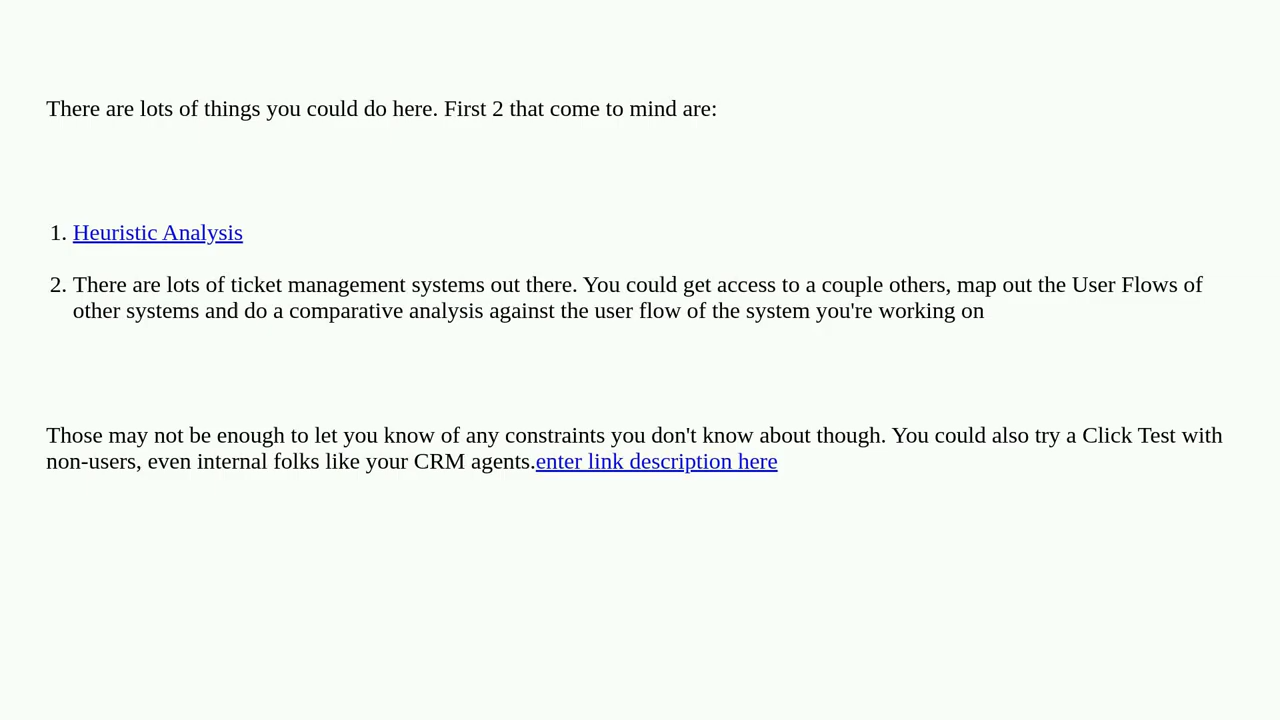 There are lots of things you could do here. First 2 that come to mind are:
1. Heuristic Analysis
2. There are lots of ticket management systems out there. You could get access to a couple others, map out the User Flows of
other systems and do a comparative analysis against the user flow of the system you're working on
Those may not be enough to let you know of any constraints you don't know about though. You could also try a Click Test with
non-users, even internal folks like your CRM agents.enter link description here